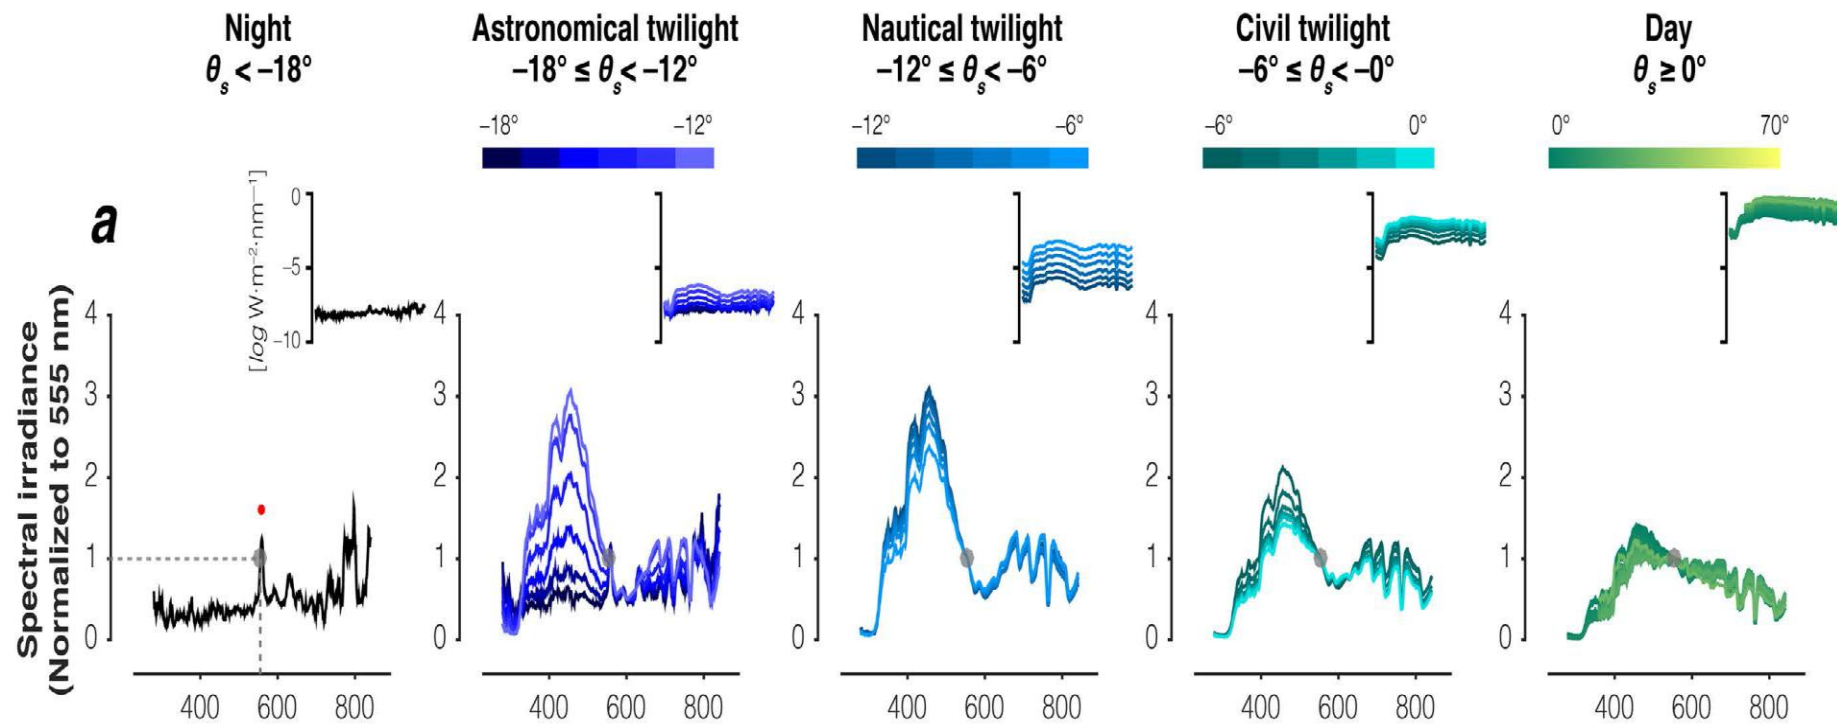 Night
θs < –18°
Astronomical twilight
–18° ≤ θs < –12°
Nautical twilight
–12° ≤ θs < –6°
Civil twilight
–6° ≤ θs < –0°
Day
θs ≥ 0°
–18° –12°
–12° –6°
–6° 0°
0° 70°
a
[log W·m–2·nm–1]
0
–5
–10
Spectral irradiance
(Normalized to 555 nm)
4
3
2
1
0
400 600 800
4
3
2
1
0
400 600 800
4
3
2
1
0
400 600 800
4
3
2
1
0
400 600 800
4
3
2
1
0
400 600 800